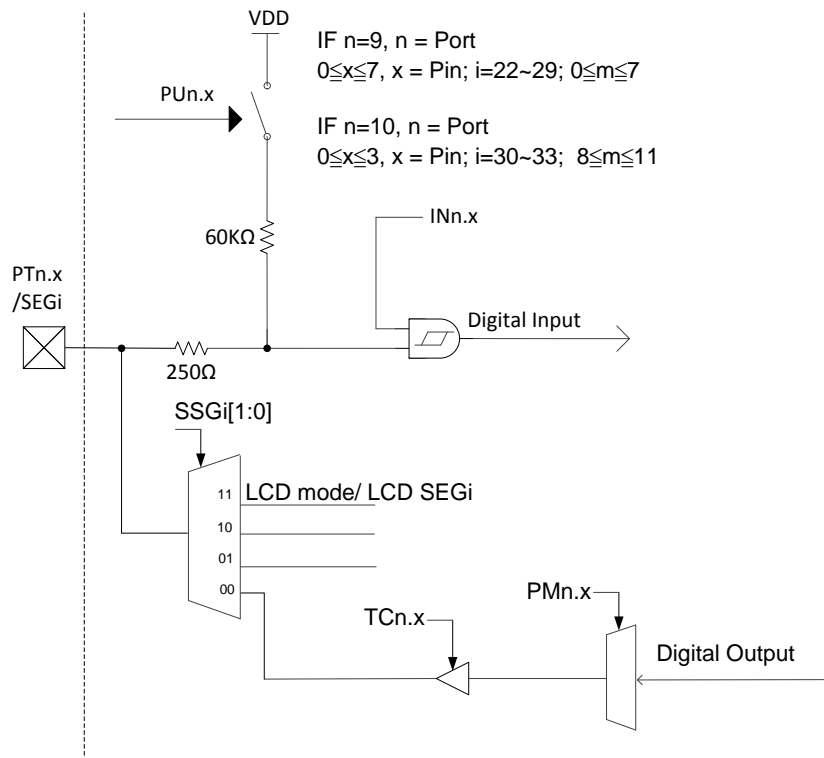 VDD
IF n=9, n = Port
0≦x≦7, x = Pin; i=22~29; 0≦m≦7
PUn.x
IF n=10, n = Port
0≦x≦3, x = Pin; i=30~33; 8≦m≦11
INn.x
60KΩ
PTn.x
/SEGi
Digital Input
250Ω
SSGi[1:0]
11
LCD mode/ LCD SEGi
10
01
00
PMn.x
TCn.x
Digital Output